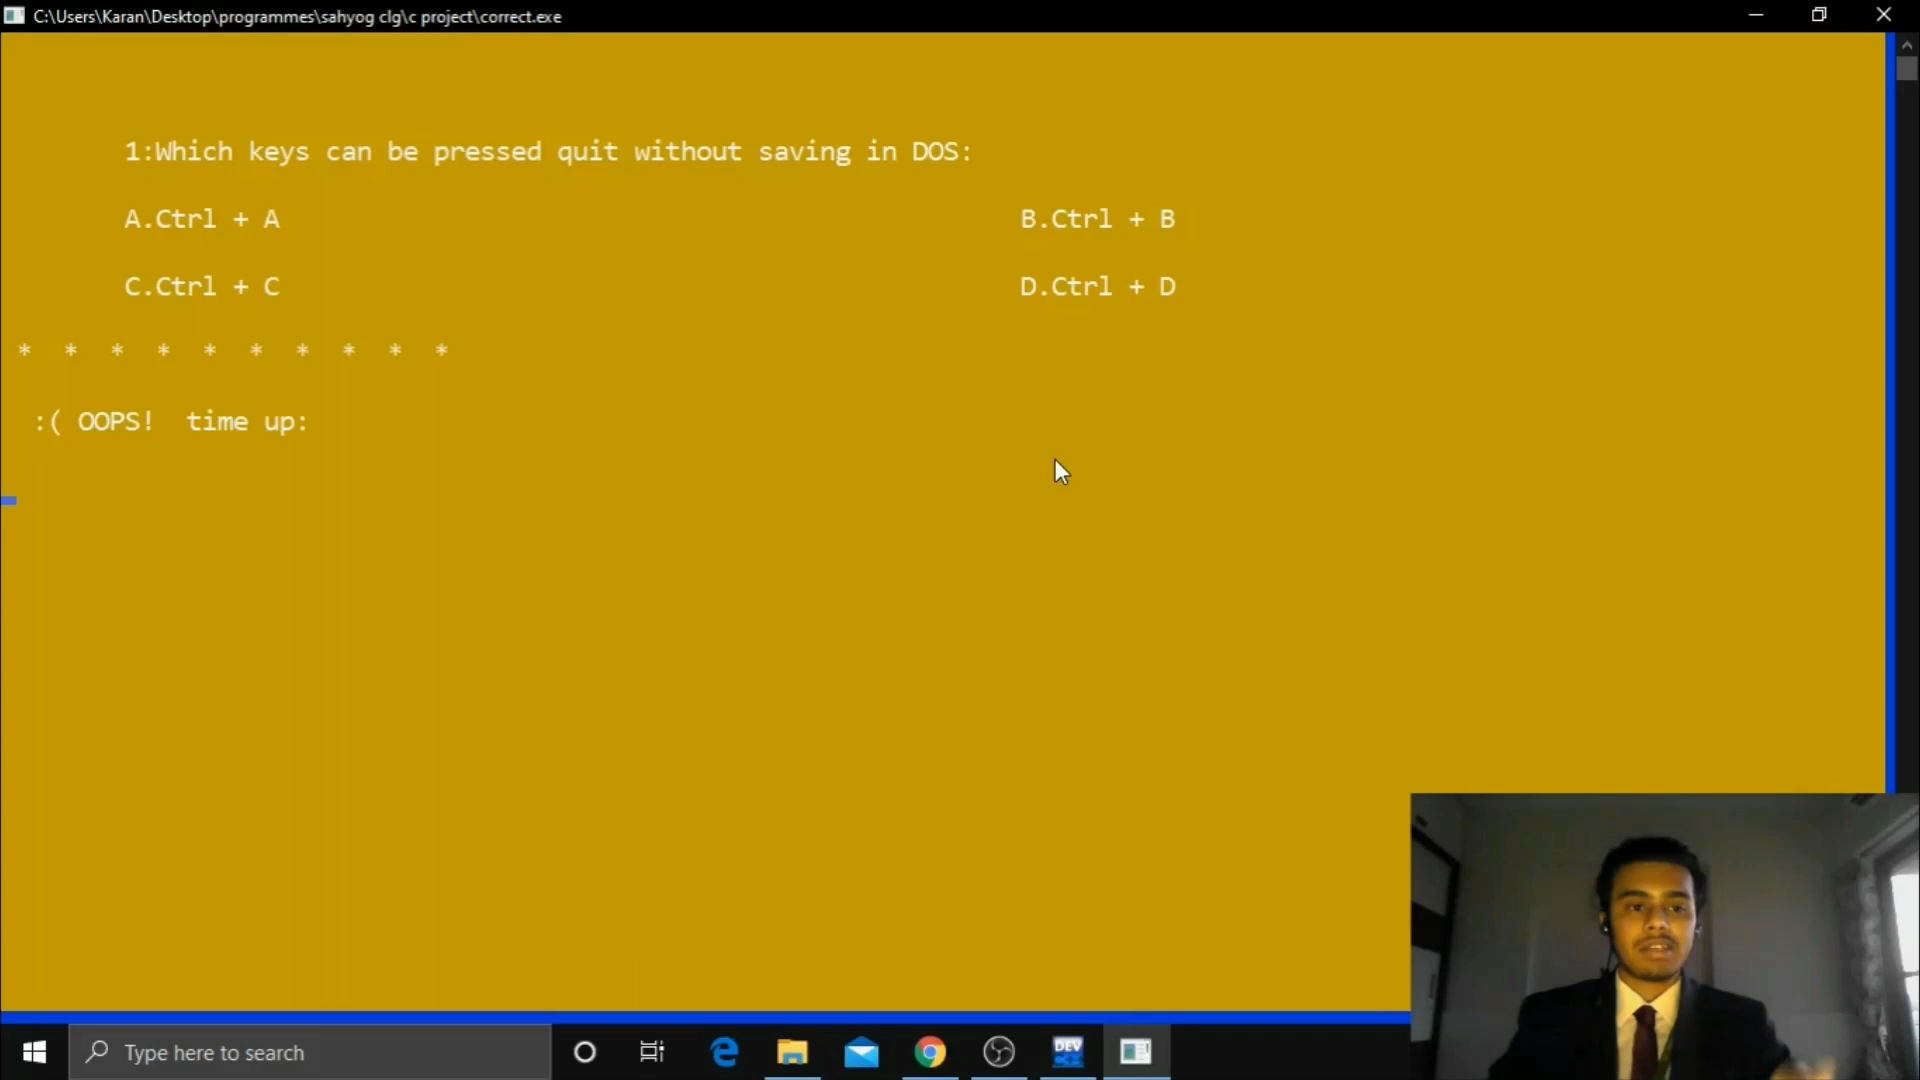 C:\Users\Karan\Desktop\programmes\sahyog clg\c project\correct.exe
1:Which keys can be pressed quit without saving in DOS:
A.Ctrl + A B.Ctrl + B
C.Ctrl + C D.Ctrl + D
* * * * * * * * * *
:( OOPS!  time up:
Type here to search
DEV